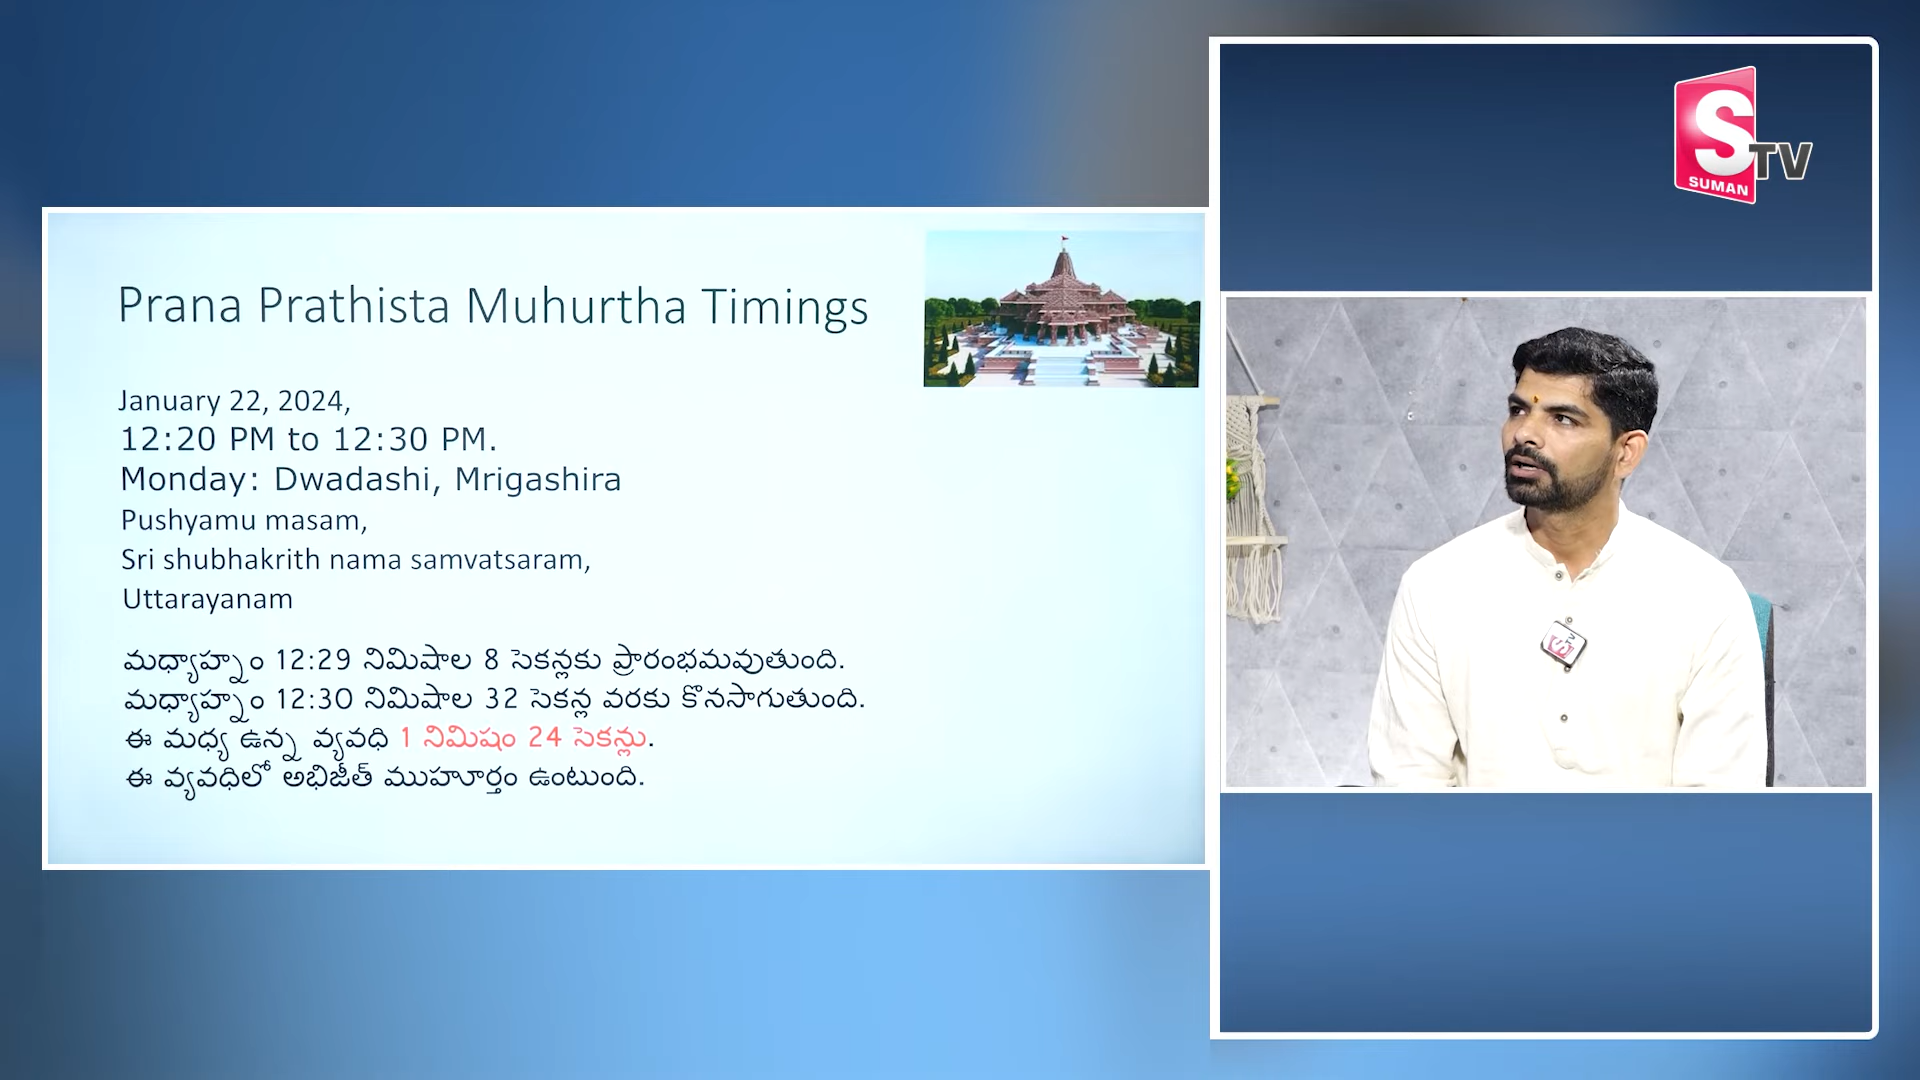 Prana Prathista Muhurtha Timings
January 22, 2024,
12:20 PM to 12:30 PM.
Monday: Dwadashi, Mrigashira
Pushyamu masam,
Sri shubhakrith nama samvatsaram,
Uttarayanam
మధ్యాహ్నం 12:29 నిమిషాల 8 సెకన్లకు ప్రారంభమవుతుంది.
మధ్యాహ్నం 12:30 నిమిషాల 32 సెకన్ల వరకు కొనసాగుతుంది.
ఈ మధ్య ఉన్న వ్యవధి 1 నిమిషం 24 సెకన్లు.
ఈ వ్యవధిలో అభిజీత్ ముహూర్తం ఉంటుంది.
S TV
SUMAN